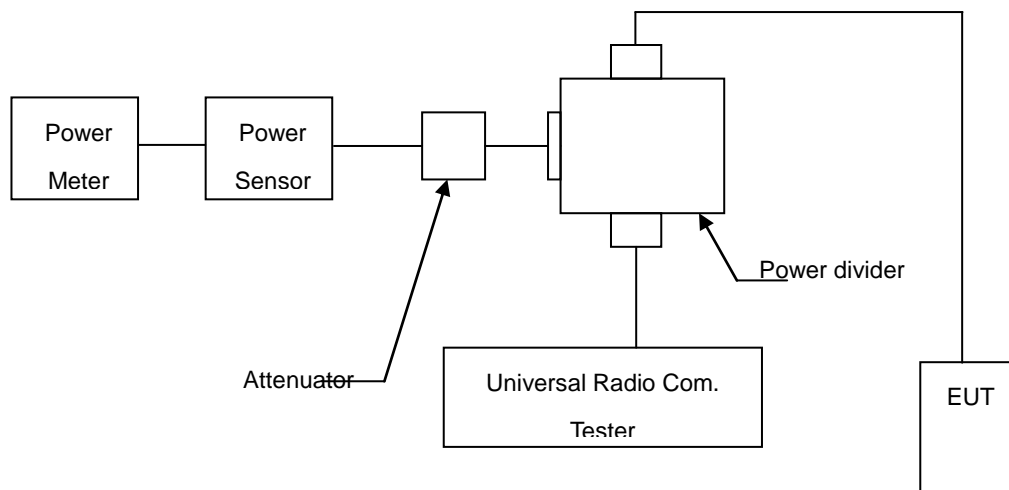 Power
Meter
Power
Sensor
Power divider
Attenuator
Universal Radio Com.
Tester
EUT